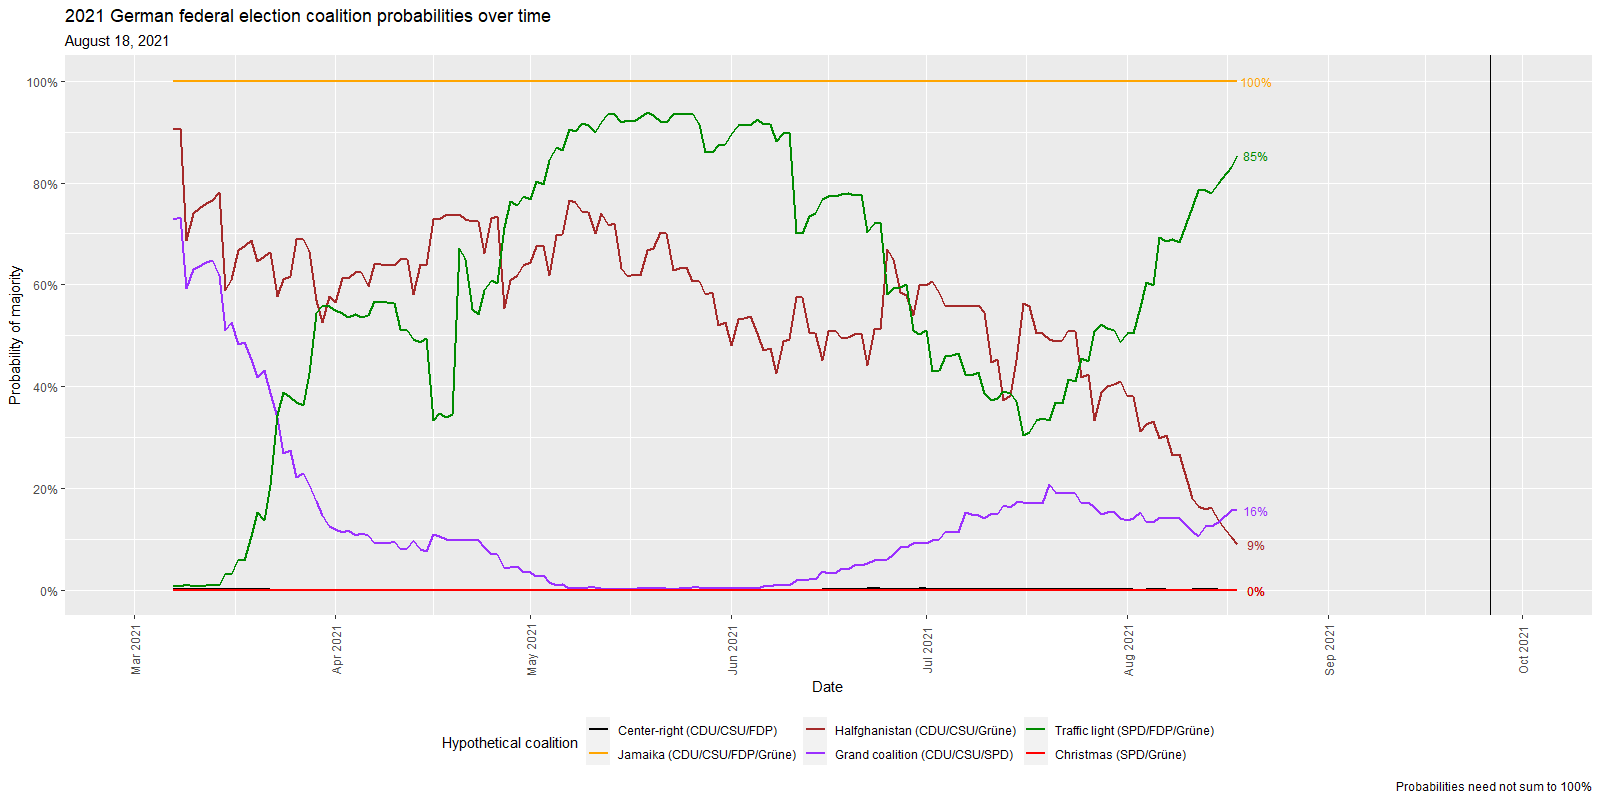 2021 German federal election coalition probabilities over time
August 18, 2021
Probability of majority
100%
80%
60%
40%
20%
0%
100%
85%
16%
9%
0%
Mar 2021
Apr 2021
May 2021
Jun 2021
Jul 2021
Aug 2021
Sep 2021
Oct 2021
Date
Hypothetical coalition
Center-right (CDU/CSU/FDP)
Halfghanistan (CDU/CSU/Grüne)
Traffic light (SPD/FDP/Grüne)
Jamaika (CDU/CSU/FDP/Grüne)
Grand coalition (CDU/CSU/SPD)
Christmas (SPD/Grüne)
Probabilities need not sum to 100%